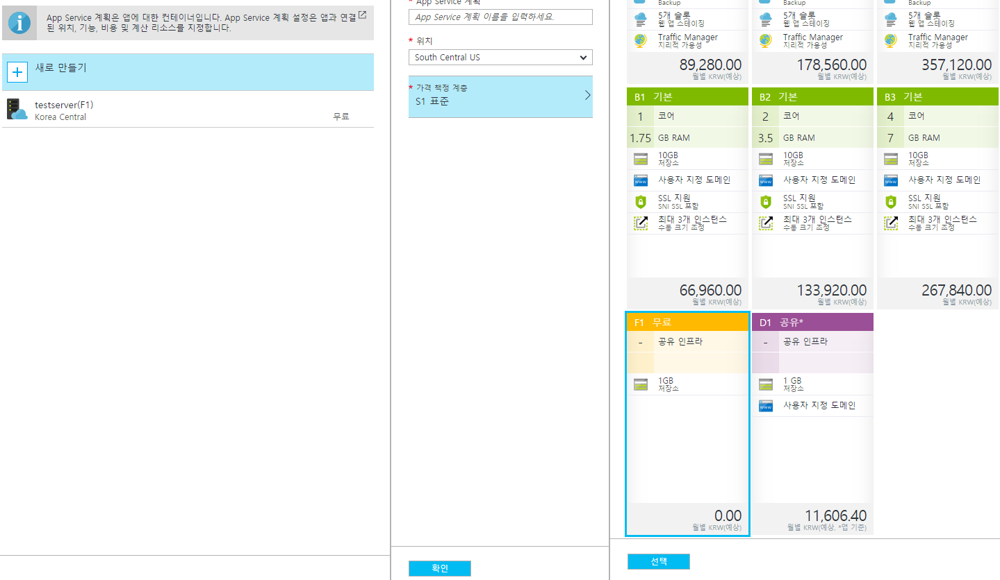 App Service 계획은 앱에 대한 컨테이너입니다. App Service 계획 설정은 앱과 연결
된 위치, 기능, 비용 및 계산 리소스를 지정합니다.
새로 만들기
testserver(F1)
Korea Central
무료
* App Service 계획
App Service 계획 이름을 입력하세요.
* 위치
South Central US
* 가격 책정 계층
S1 표준
확인
Backup
5개 슬롯
웹 앱 스테이징
Traffic Manager
지리적 가용성
89,280.00
월별 KRW(예상)
Backup
5개 슬롯
웹 앱 스테이징
Traffic Manager
지리적 가용성
178,560.00
월별 KRW(예상)
Backup
5개 슬롯
웹 앱 스테이징
Traffic Manager
지리적 가용성
357,120.00
월별 KRW(예상)
B1 기본
1 코어
1.75 GB RAM
10GB
저장소
www 사용자 지정 도메인
SSL 지원
SNI SSL 포함
최대 3개 인스턴스
수동 크기 조정
66,960.00
월별 KRW(예상)
B2 기본
2 코어
3.5 GB RAM
10GB
저장소
www 사용자 지정 도메인
SSL 지원
SNI SSL 포함
최대 3개 인스턴스
수동 크기 조정
133,920.00
월별 KRW(예상)
B3 기본
4 코어
7 GB RAM
10GB
저장소
www 사용자 지정 도메인
SSL 지원
SNI SSL 포함
최대 3개 인스턴스
수동 크기 조정
267,840.00
월별 KRW(예상)
F1 무료
- 공유 인프라
1GB
저장소
0.00
월별 KRW(예상)
D1 공유*
- 공유 인프라
1 GB
저장소
www 사용자 지정 도메인
11,606.40
월별 KRW(예상. *앱 기준)
선택